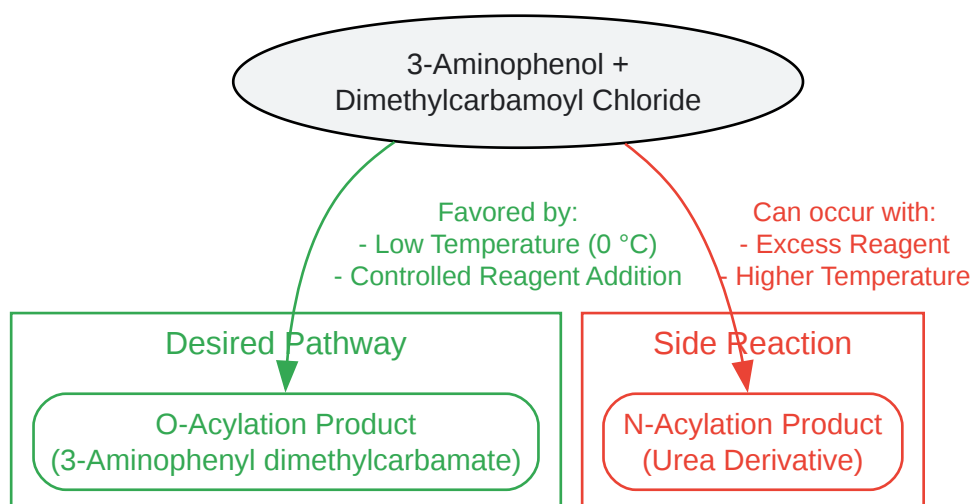 3-Aminophenol +
Dimethylcarbamoyl Chloride
Favored by:
- Low Temperature (0 °C)
- Controlled Reagent Addition
Can occur with:
- Excess Reagent
- Higher Temperature
Desired Pathway
O-Acylation Product
(3-Aminophenyl dimethylcarbamate)
Side Reaction
N-Acylation Product
(Urea Derivative)